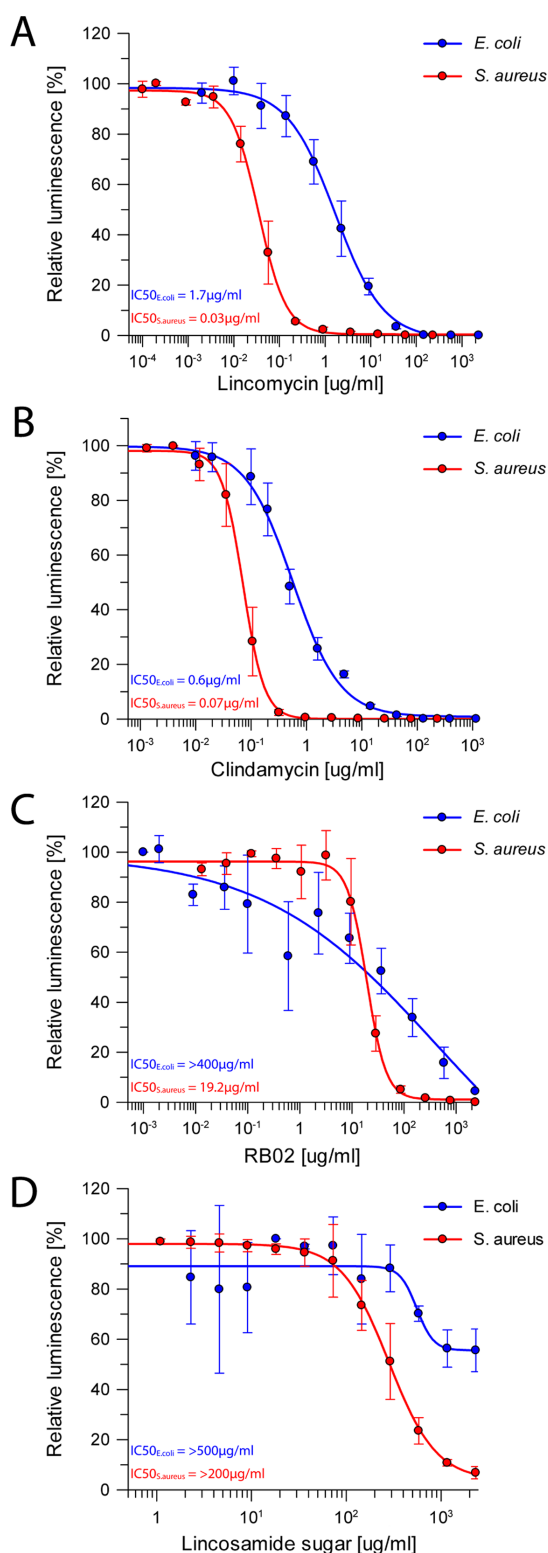 A
Relative luminescence [%]
120
100
80
60
40
20
0
E. coli
S. aureus
IC50E.coli = 1.7µg/ml
IC50S.aureus = 0.03µg/ml
10-4 10-3 10-2 10-1 1 101 102 103
Lincomycin [ug/ml]
B
Relative luminescence [%]
100
80
60
40
20
0
E. coli
S. aureus
IC50E.coli = 0.6µg/ml
IC50S.aureus = 0.07µg/ml
10-3 10-2 10-1 1 101 102 103
Clindamycin [ug/ml]
C
Relative luminescence [%]
120
100
80
60
40
20
0
E. coli
S. aureus
IC50E.coli = >400µg/ml
IC50S.aureus = 19.2µg/ml
10-3 10-2 10-1 1 101 102 103
RB02 [ug/ml]
D
Relative luminescence [%]
120
100
80
60
40
20
0
E. coli
S. aureus
IC50E.coli = >500µg/ml
IC50S.aureus = >200µg/ml
1 101 102 103
Lincosamide sugar [ug/ml]